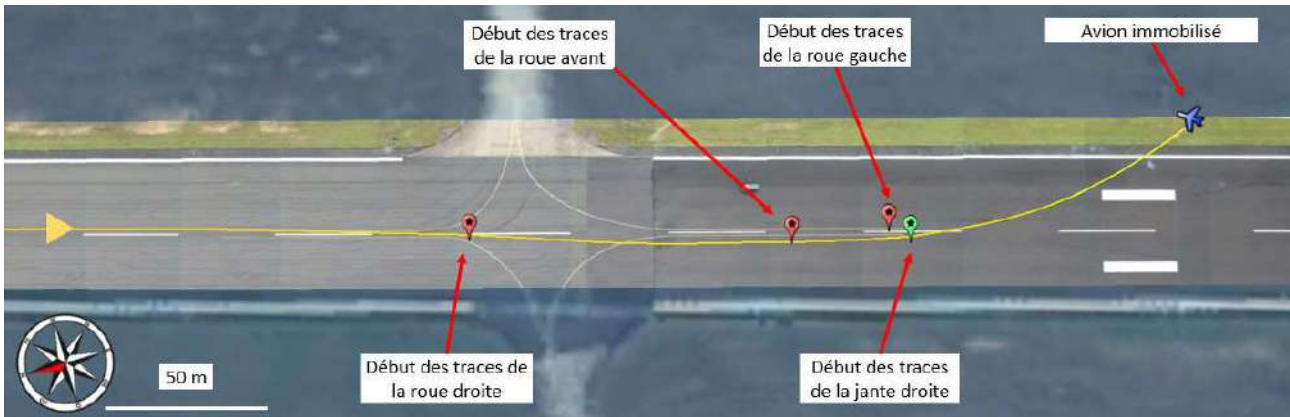 Début des traces
de la roue avant
Début des traces
de la roue gauche
Avion immobilisé
Début des traces de
la roue droite
Début des traces
de la jante droite
50 m